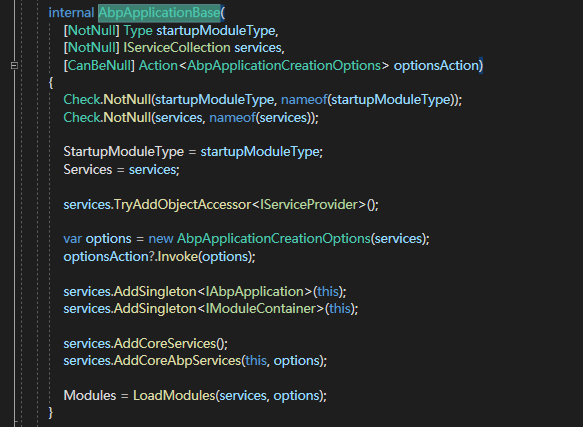 internal AbpApplicationBase(
[NotNull] Type startupModuleType,
[NotNull] IServiceCollection services,
[CanBeNull] Action<AbpApplicationCreationOptions> optionsAction)
{
Check.NotNull(startupModuleType, nameof(startupModuleType));
Check.NotNull(services, nameof(services));
StartupModuleType = startupModuleType;
Services = services;
services.TryAddObjectAccessor<IServiceProvider>();
var options = new AbpApplicationCreationOptions(services);
optionsAction?.Invoke(options);
services.AddSingleton<IAbpApplication>(this);
services.AddSingleton<IModuleContainer>(this);
services.AddCoreServices();
services.AddCoreAbpServices(this, options);
Modules = LoadModules(services, options);
}